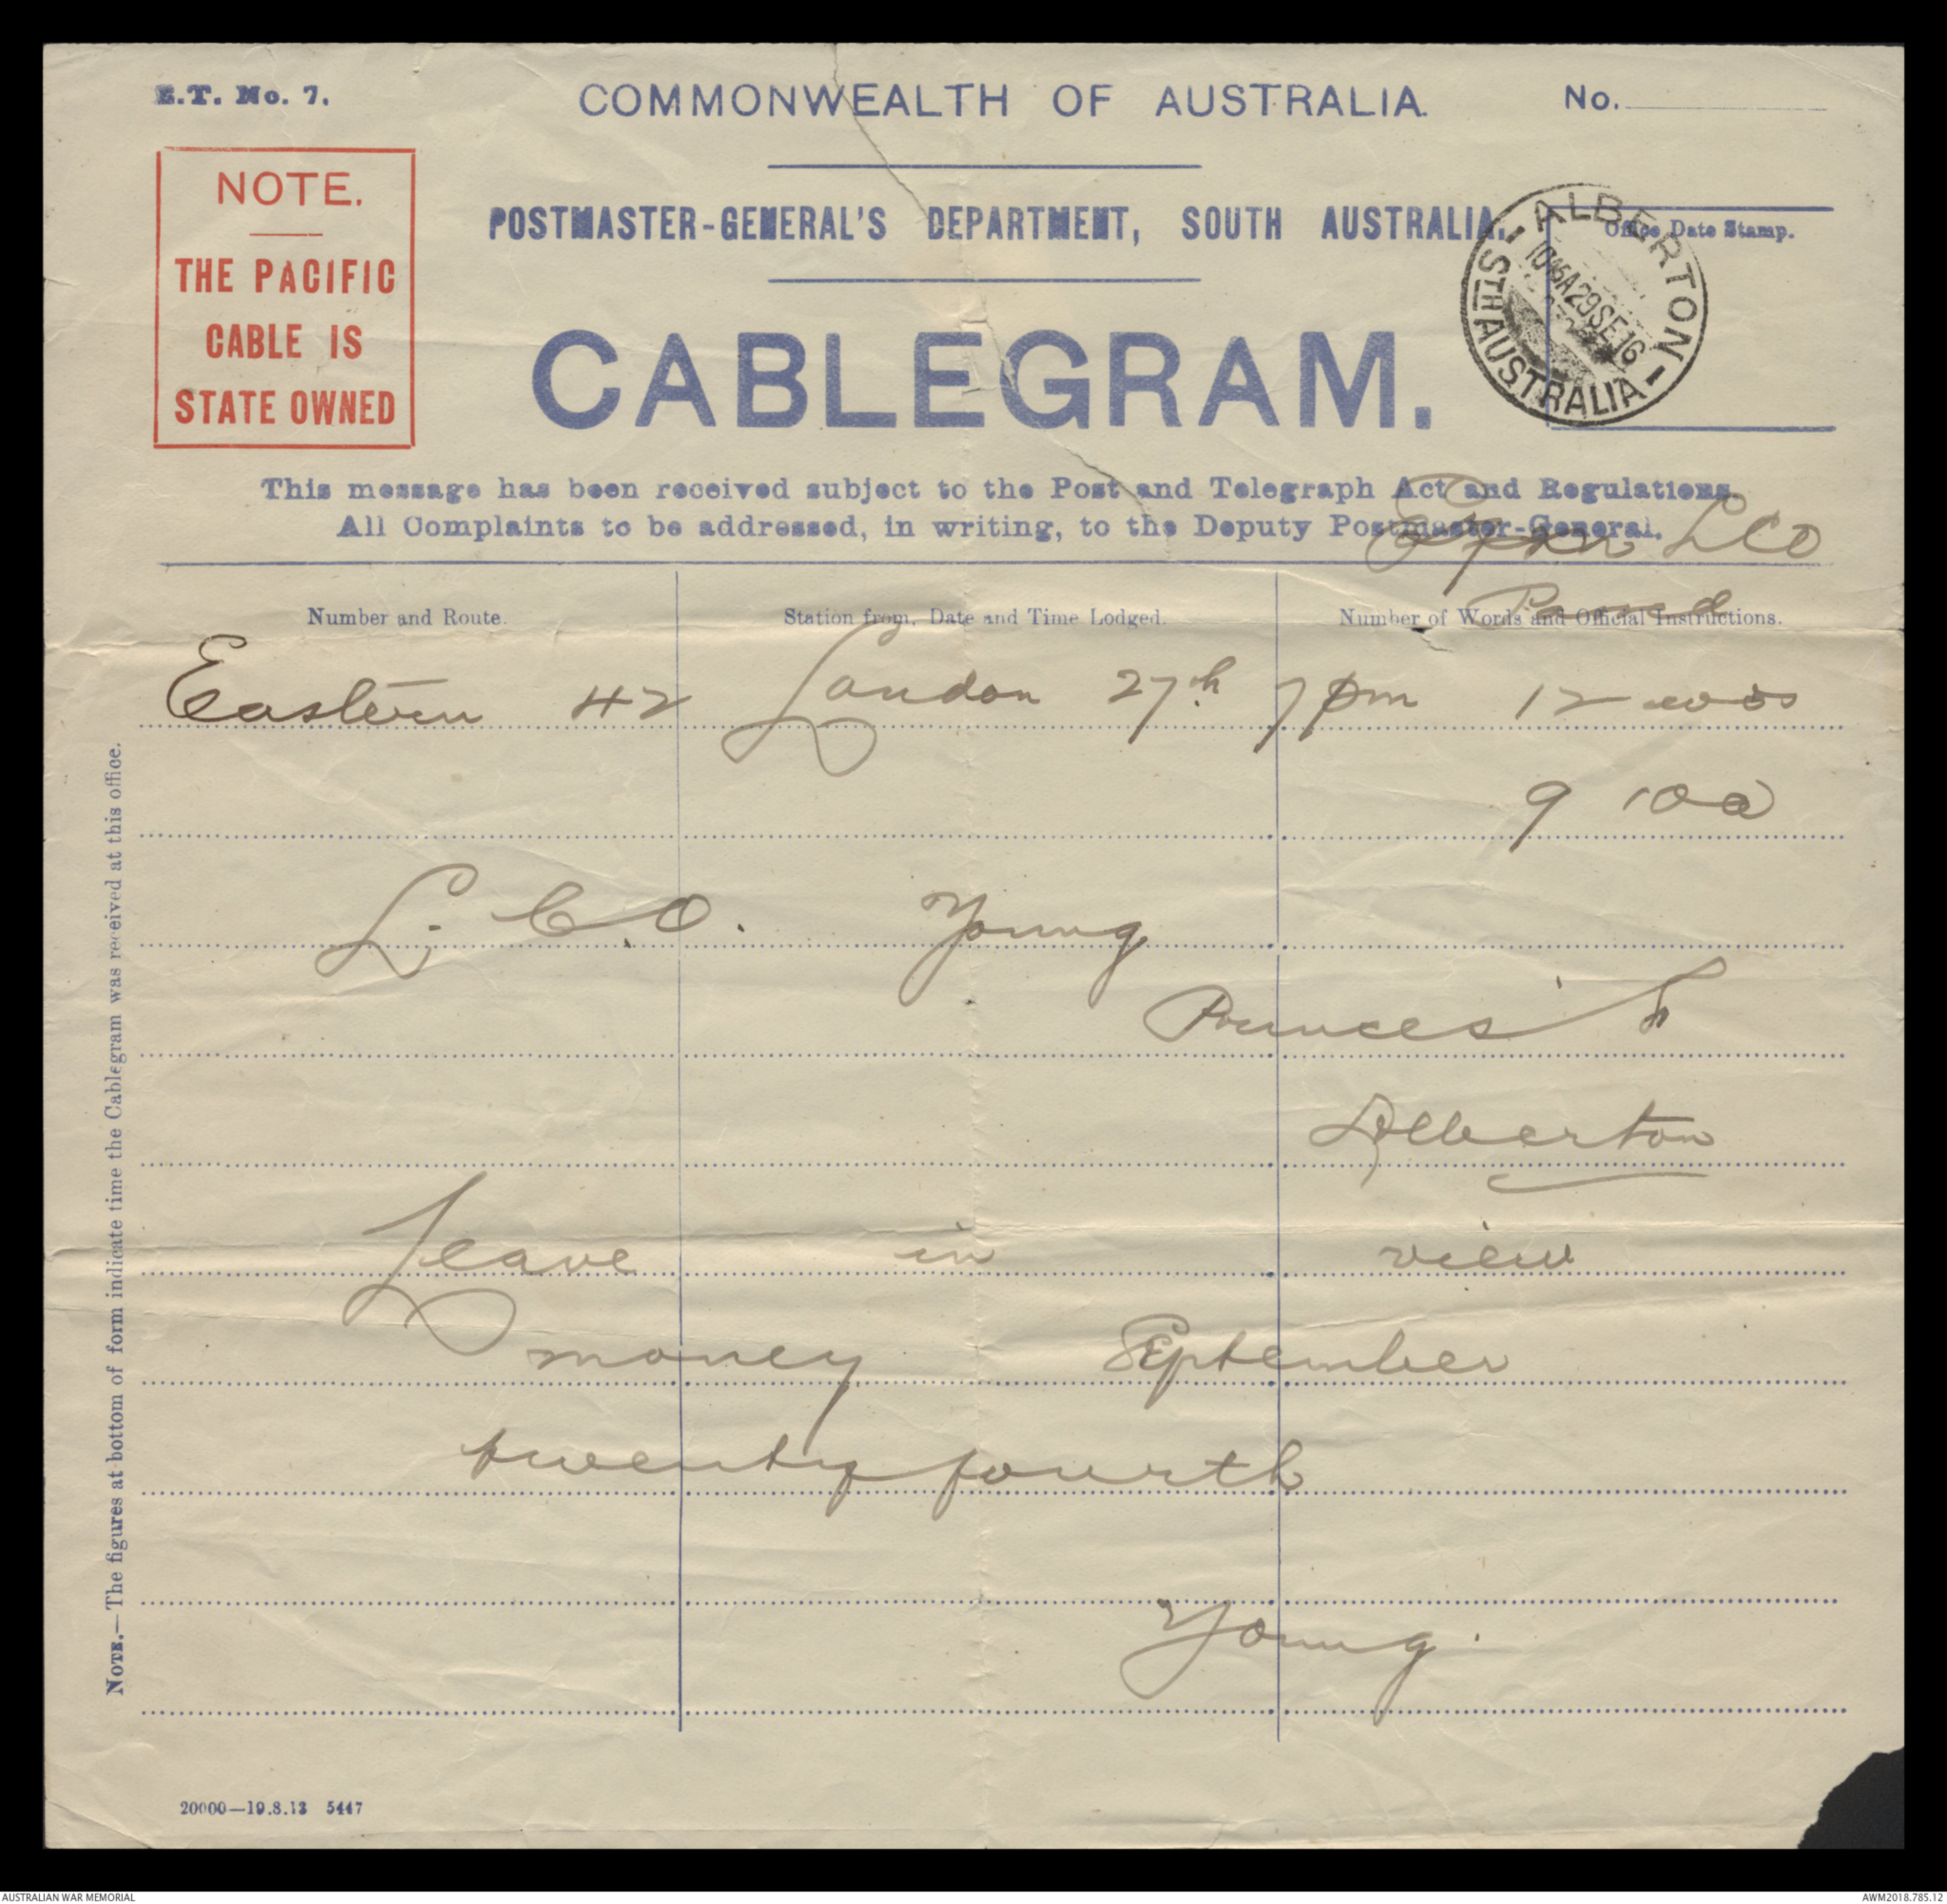 E.T. No. 7.
COMMONWEALTH OF AUSTRALIA.
No.
NOTE.
THE PACIFIC
CABLE IS
STATE OWNED
POSTMASTER-GENERAL'S DEPARTMENT, SOUTH AUSTRALIA.
Office Date Stamp.
ALBERTON
29SE16
STH AUSTRALIA
CABLEGRAM.
This message has been received subject to the Post and Telegraph Act and Regulations.
All Complaints to be addressed, in writing, to the Deputy Postmaster-General.
LCO
Number and Route.
Station from, Date and Time Lodged.
Number of Words and Official Instructions.
Eastern 42 London 27th 7pm 12
9 10a
L.C.O. Young
Princes St
Alberton
Leave in view
money September
twentyfourth
Young.
NOTE.—The figures at bottom of form indicate time the Cablegram was received at this office.
20000—19.8.13 5447
AUSTRALIAN WAR MEMORIAL
AWM2018.785.12